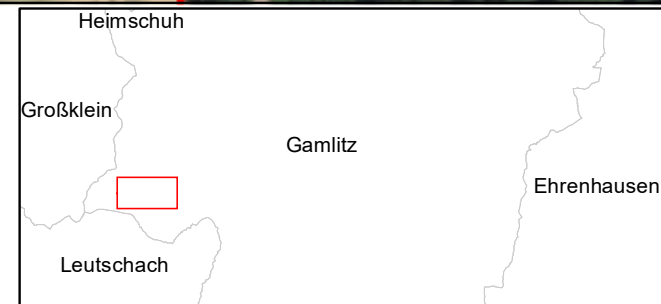 Heimschuh
Großklein
Gamlitz
Ehrenhausen
Leutschach